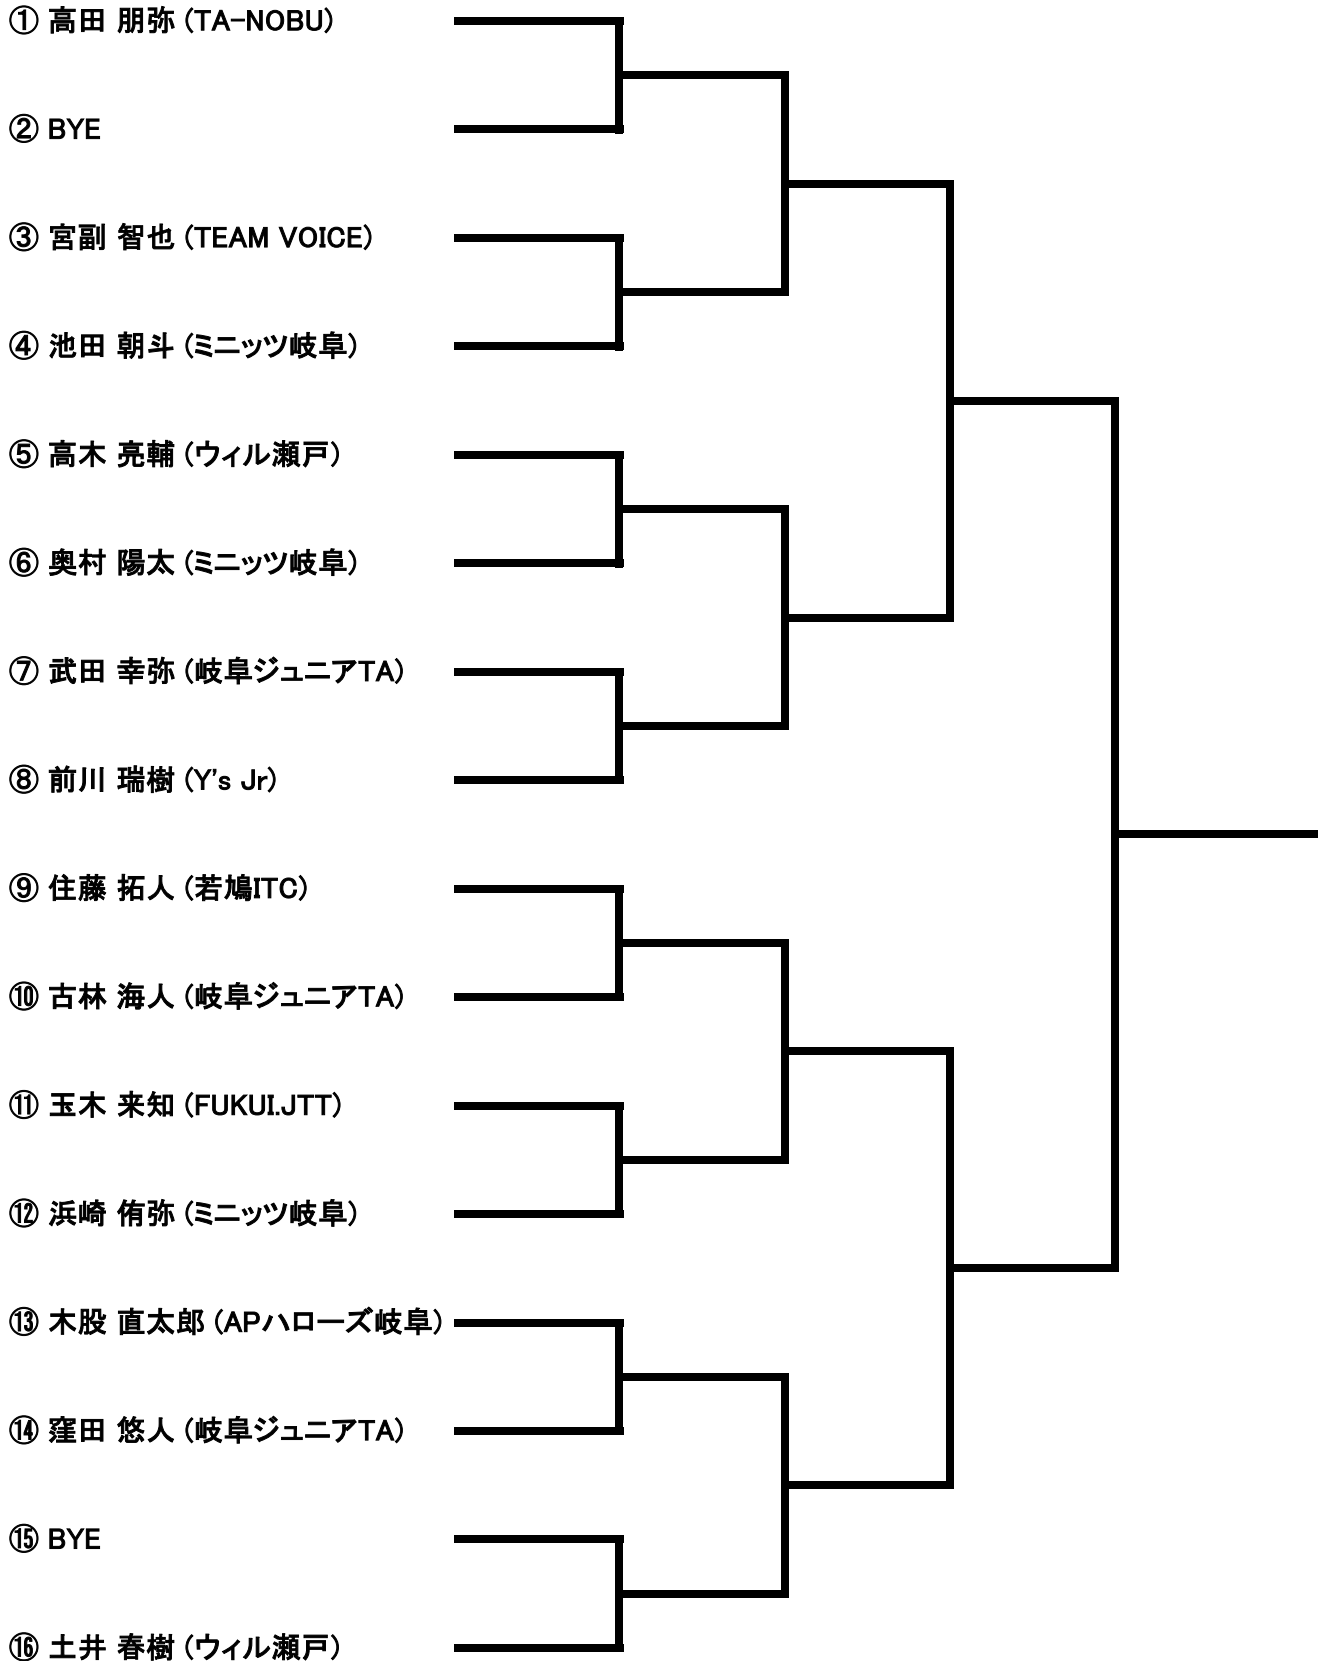 ① 高田 朋弥 (TA-NOBU)
② BYE
③ 宮副 智也 (TEAM VOICE)
④ 池田 朝斗 (ミニッツ岐阜)
⑤ 高木 亮輔 (ウィル瀬戸)
⑥ 奥村 陽太 (ミニッツ岐阜)
⑦ 武田 幸弥 (岐阜ジュニアTA)
⑧ 前川 瑞樹 (Y's Jr)
⑨ 住藤 拓人 (若鳩ITC)
⑩ 古林 海人 (岐阜ジュニアTA)
⑪ 玉木 来知 (FUKUI.JTT)
⑫ 浜崎 侑弥 (ミニッツ岐阜)
⑬ 木股 直太郎 (APハローズ岐阜)
⑭ 窪田 悠人 (岐阜ジュニアTA)
⑮ BYE
⑯ 土井 春樹 (ウィル瀬戸)